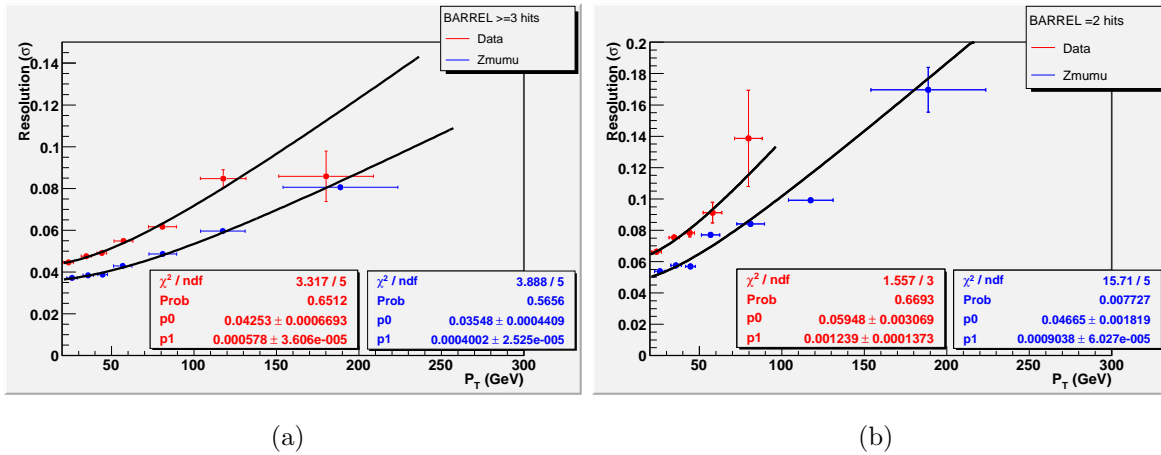 BARREL >=3 hits
Data
Zmumu
Resolution (σ)
0.14
0.12
0.1
0.08
0.06
0.04
0.02
0
50
100
150
200
250
300
P_T (GeV)
χ² / ndf 3.317 / 5
Prob 0.6512
p0 0.04253 ± 0.0006693
p1 0.000578 ± 3.606e-005
χ² / ndf 3.888 / 5
Prob 0.5656
p0 0.03548 ± 0.0004409
p1 0.0004002 ± 2.525e-005
(a)
BARREL =2 hits
Data
Zmumu
Resolution (σ)
0.2
0.18
0.16
0.14
0.12
0.1
0.08
0.06
0.04
0.02
0
50
100
150
200
250
300
P_T (GeV)
χ² / ndf 1.557 / 3
Prob 0.6693
p0 0.05948 ± 0.003069
p1 0.001239 ± 0.0001373
χ² / ndf 15.71 / 5
Prob 0.007727
p0 0.04665 ± 0.001819
p1 0.0009038 ± 6.027e-005
(b)